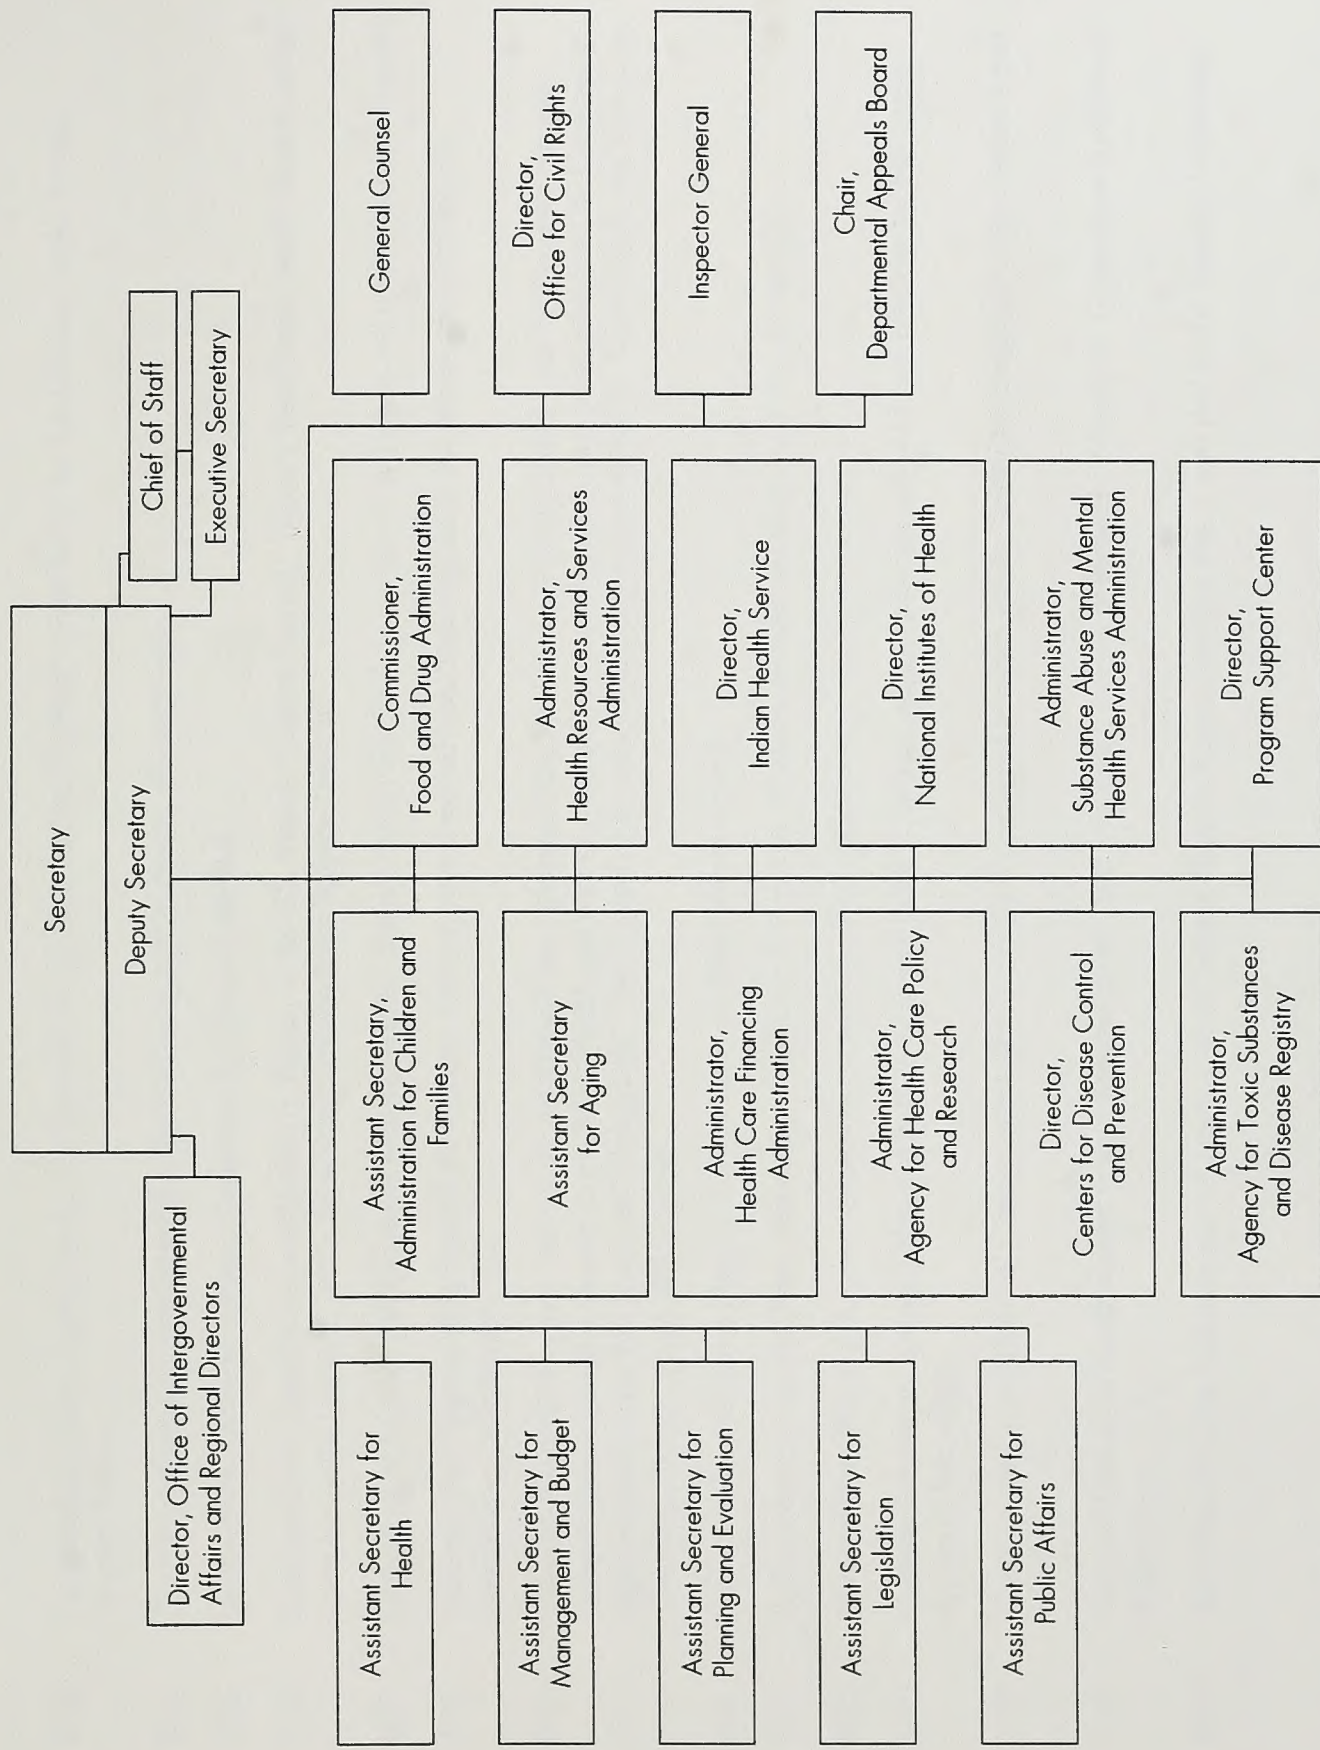 Secretary
Deputy Secretary
Chief of Staff
Executive Secretary
Director, Office of Intergovernmental
Affairs and Regional Directors
Assistant Secretary for
Health
Assistant Secretary for
Management and Budget
Assistant Secretary for
Planning and Evaluation
Assistant Secretary for
Legislation
Assistant Secretary for
Public Affairs
Assistant Secretary,
Administration for Children and
Families
Assistant Secretary
for Aging
Administrator,
Health Care Financing
Administration
Administrator,
Agency for Health Care Policy
and Research
Director,
Centers for Disease Control
and Prevention
Administrator,
Agency for Toxic Substances
and Disease Registry
Commissioner,
Food and Drug Administration
Administrator,
Health Resources and Services
Administration
Director,
Indian Health Service
Director,
National Institutes of Health
Administrator,
Substance Abuse and Mental
Health Services Administration
Director,
Program Support Center
General Counsel
Director,
Office for Civil Rights
Inspector General
Chair,
Departmental Appeals Board